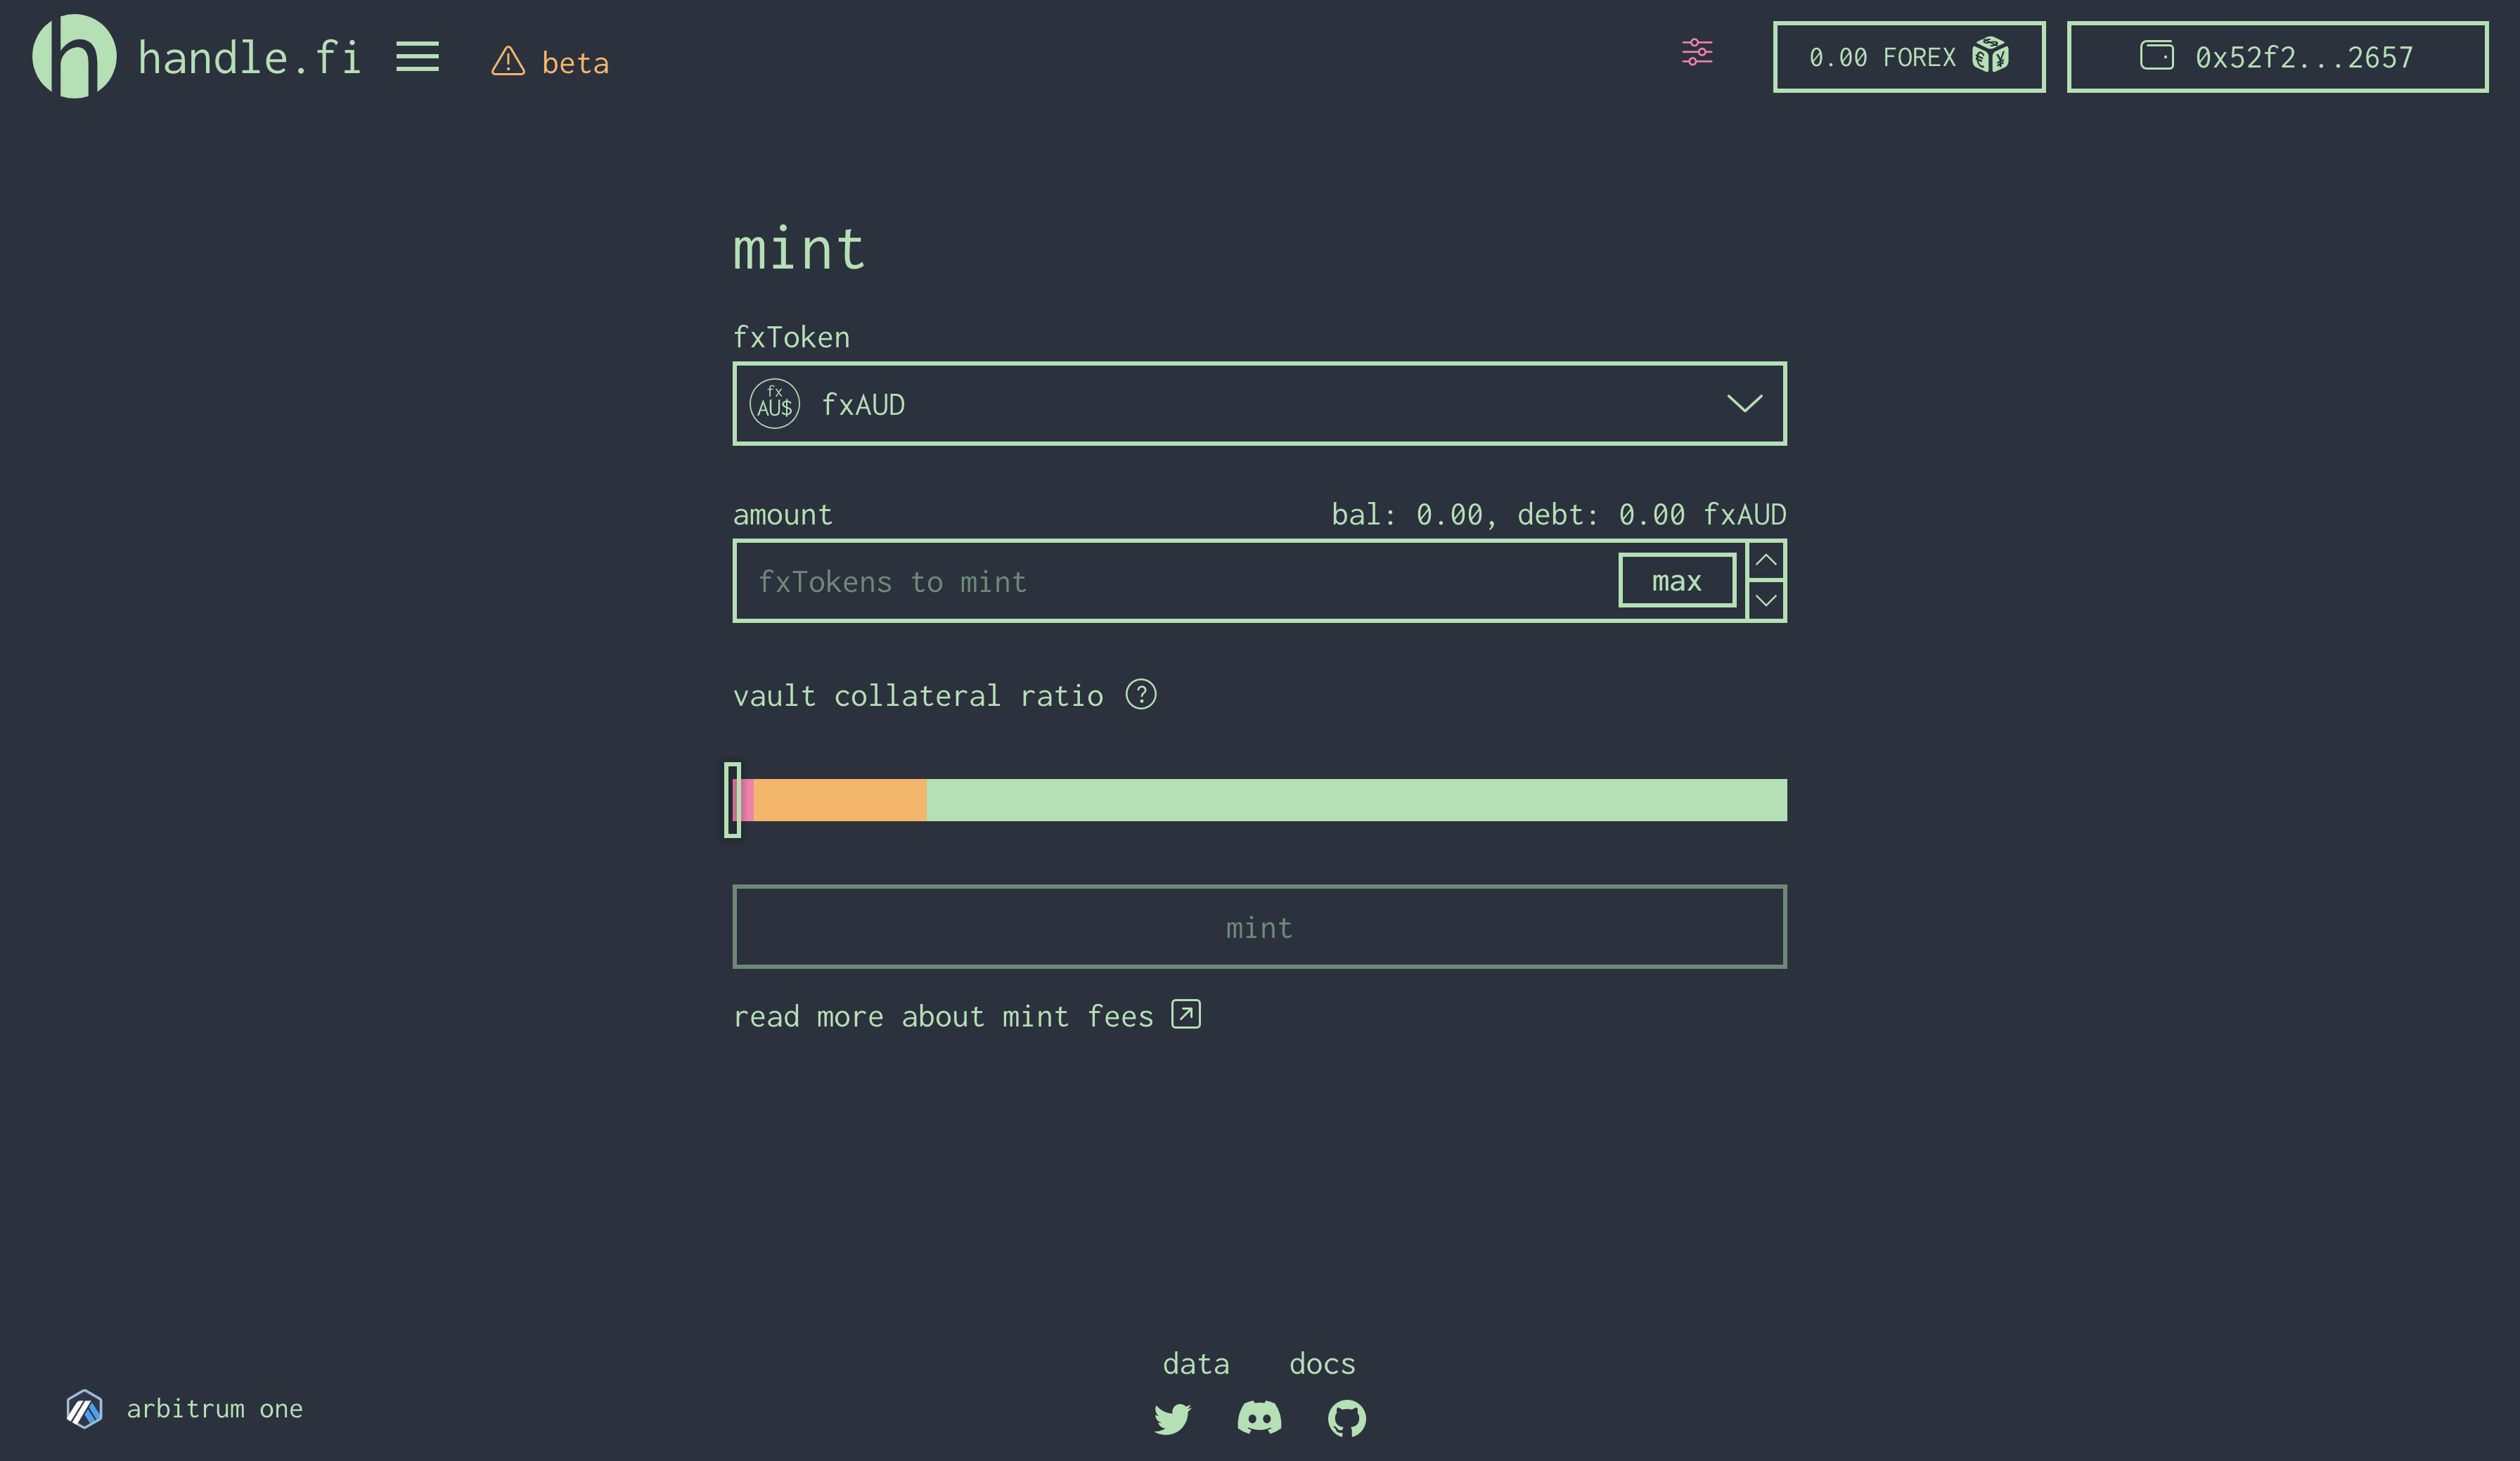 handle.fi
beta
0.00 FOREX
0x52f2...2657
mint
fxToken
fx
AU$
fxAUD
amount
bal: 0.00, debt: 0.00 fxAUD
fxTokens to mint
max
vault collateral ratio
mint
read more about mint fees
data
docs
arbitrum one